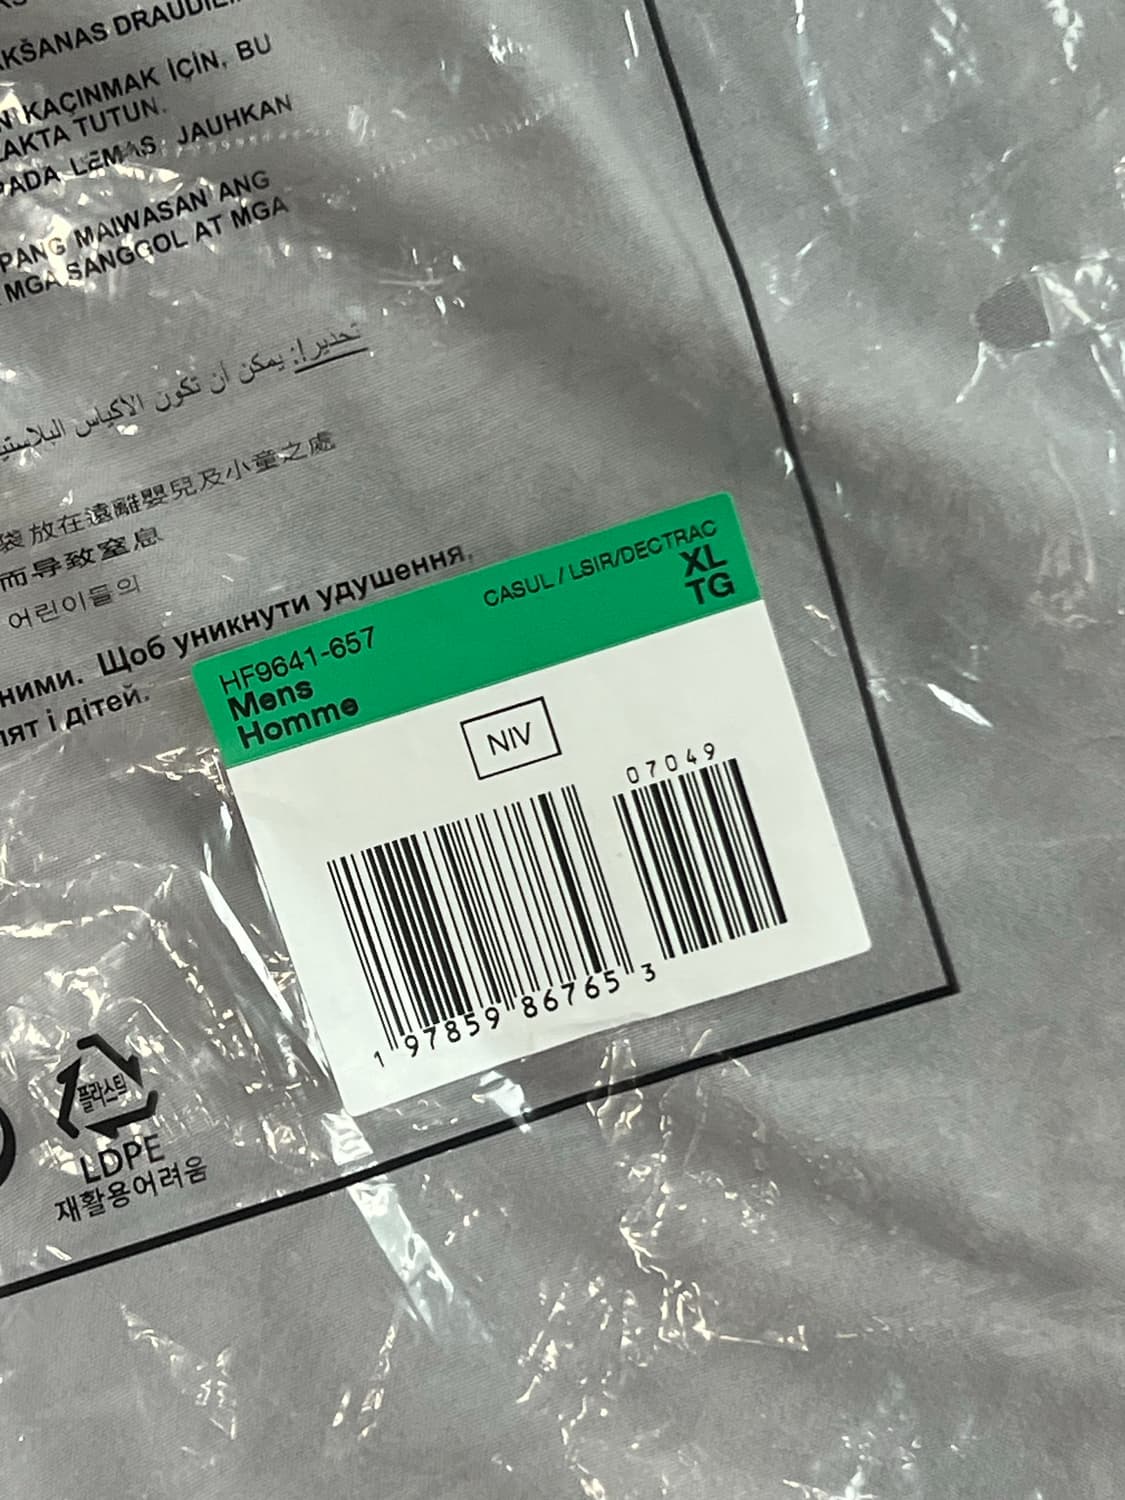 KŠANAS DRAUDI
KAÇINMAK İÇİN, BU
AKTA TUTUN.
PADA LEMAS, JAUHKAN
PANG MAIWASAN ANG
MGA SANGGOL AT MGA
تحذير!: يمكن أن تكون الأكياس البلاستي
袋放在遠離嬰兒及小童之處
而导致窒息
어린이들의
ними. Щоб уникнути удушення,
лят і дітей.
HF9641-657
CASUL / LSIR/DECTRAC
Mens
XL
Homme
TG
NIV
07049
1 97859 86765 3
플라스틱
LDPE
재활용어려움